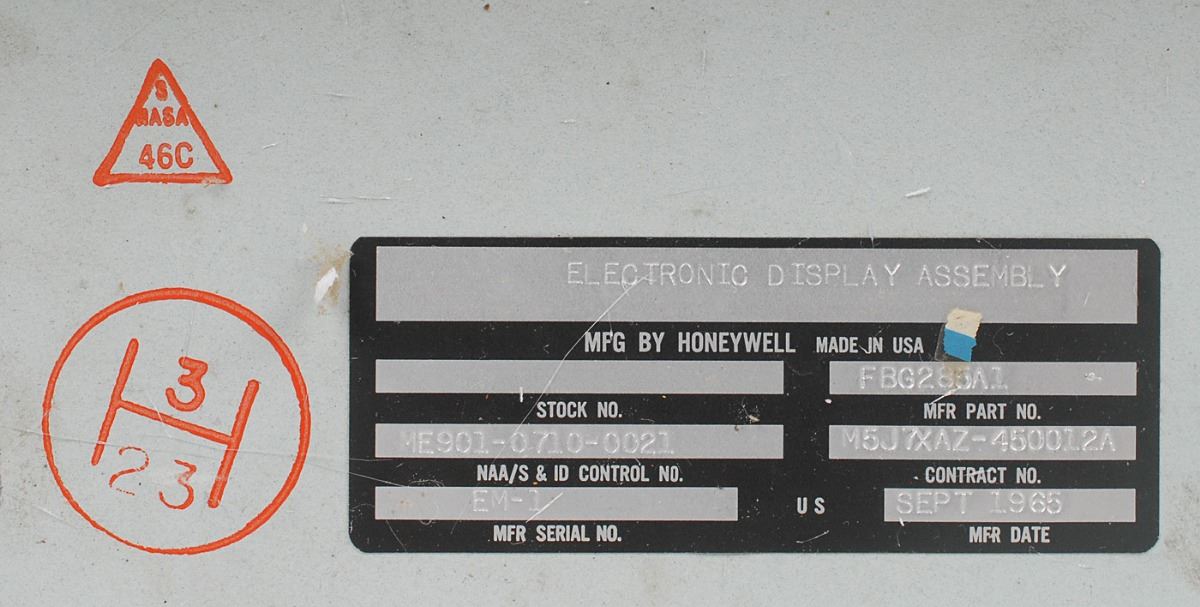 S
NASA
46C
3
H
23
ELECTRONIC DISPLAY ASSEMBLY
MFG BY HONEYWELL MADE IN USA
FBG285A1
STOCK NO. MFR PART NO.
ME901-0710-0021 M5J7XAZ-450012A
NAA/S & ID CONTROL NO. CONTRACT NO.
EM-1 US SEPT 1965
MFR SERIAL NO. MFR DATE